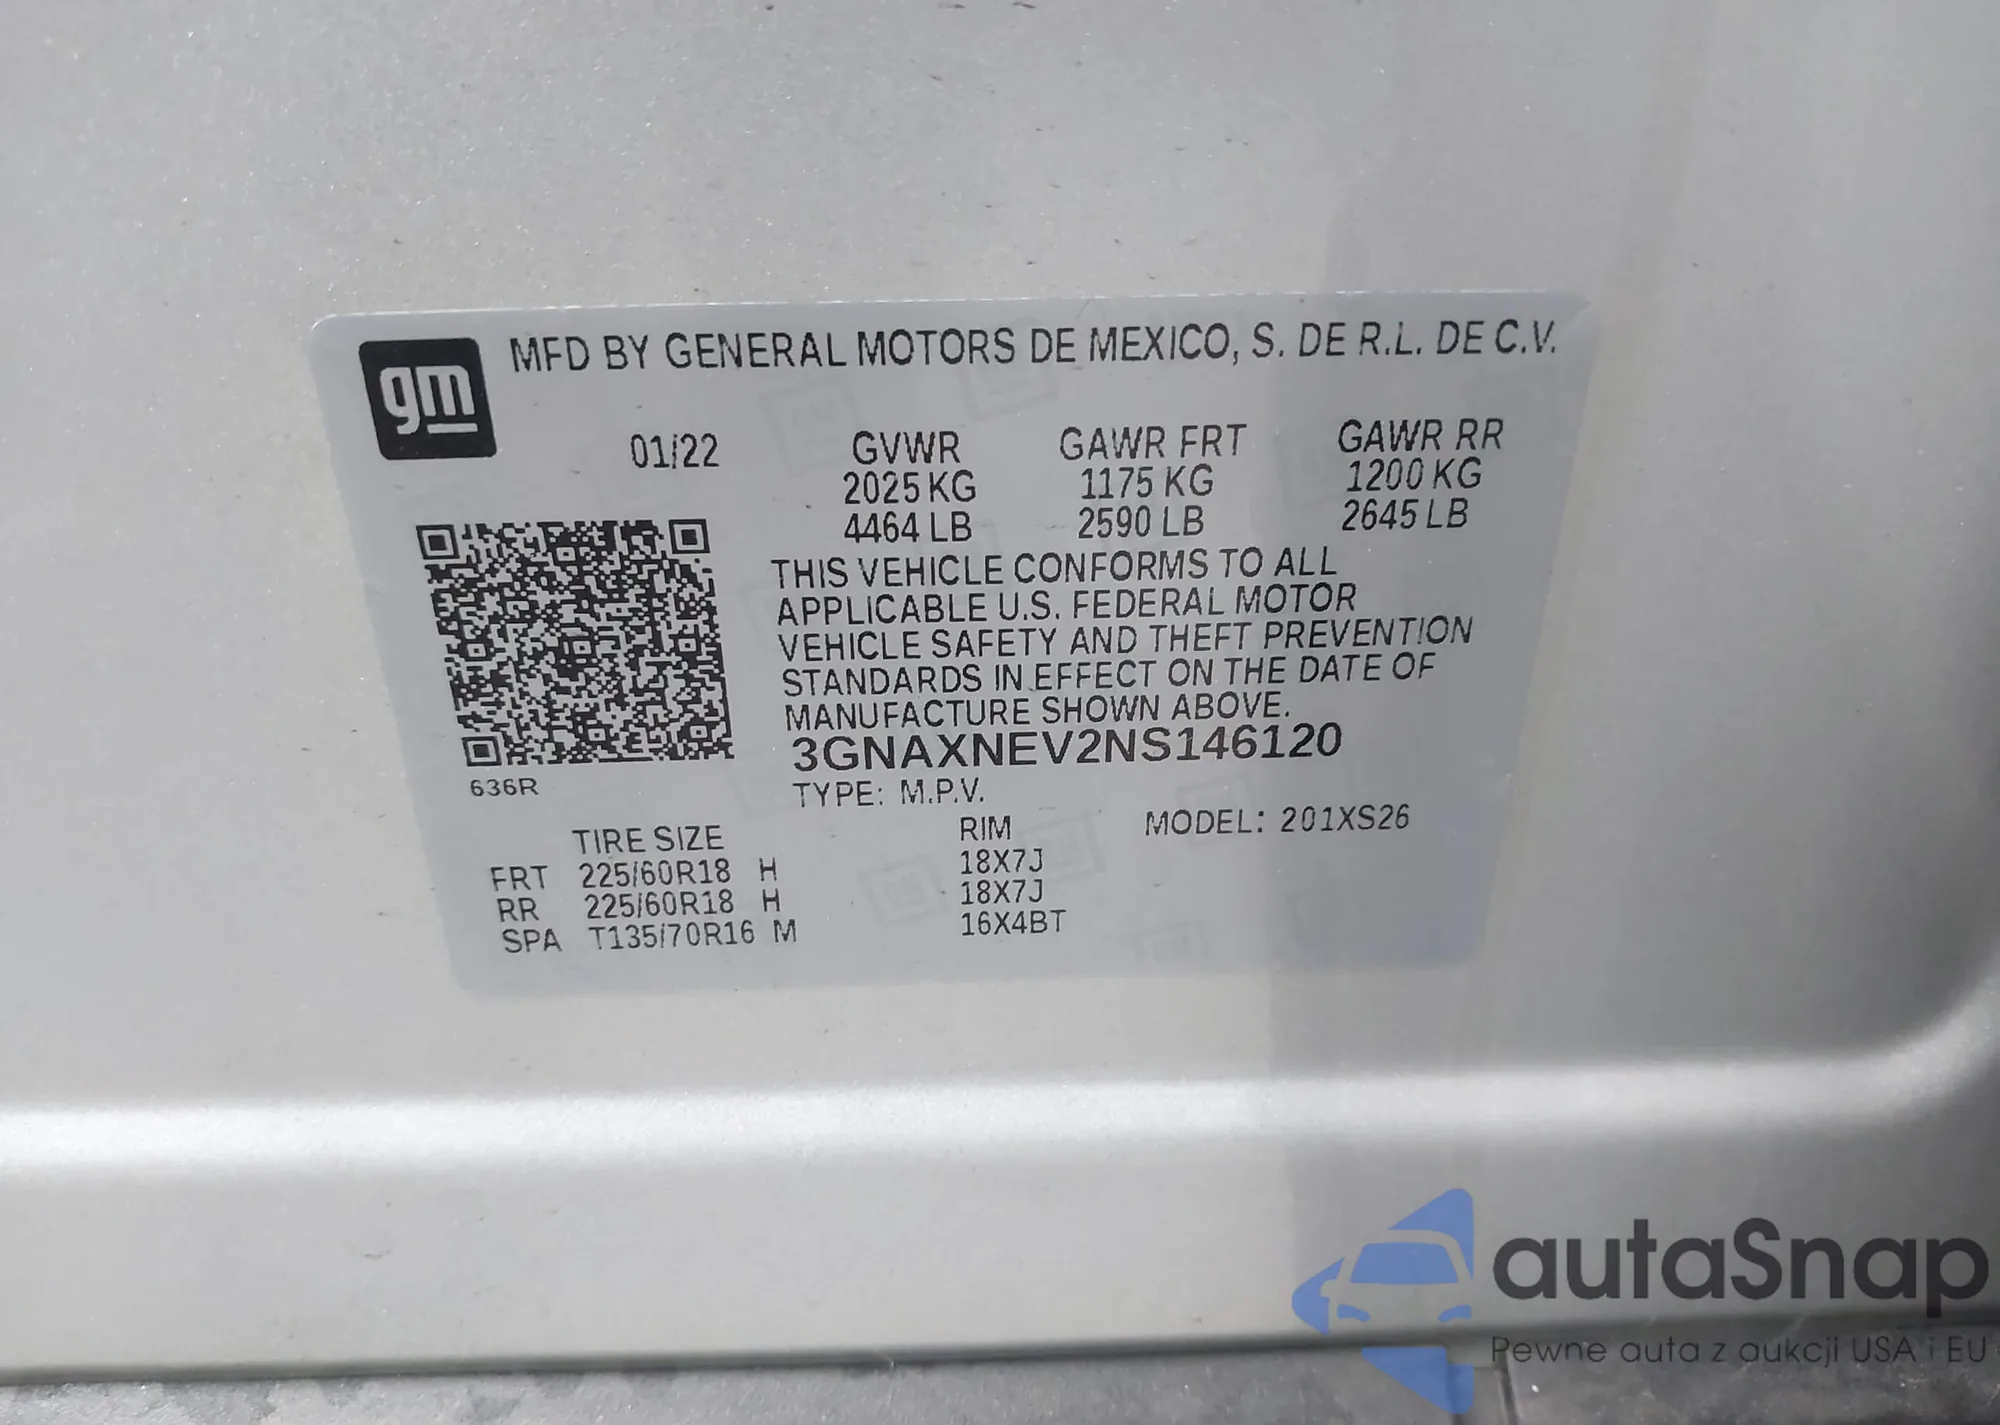 gm
MFD BY GENERAL MOTORS DE MEXICO, S. DE R.L. DE C.V.
01/22 GVWR GAWR FRT GAWR RR
2025 KG 1175 KG 1200 KG
4464 LB 2590 LB 2645 LB
THIS VEHICLE CONFORMS TO ALL
APPLICABLE U.S. FEDERAL MOTOR
VEHICLE SAFETY AND THEFT PREVENTION
STANDARDS IN EFFECT ON THE DATE OF
MANUFACTURE SHOWN ABOVE.
3GNAXNEV2NS146120
636R
TYPE: M.P.V.
TIRE SIZE RIM MODEL: 201XS26
FRT 225/60R18 H 18X7J
RR 225/60R18 H 18X7J
SPA T135/70R16 M 16X4BT
autaSnap
Pewne auta z aukcji USA i EU